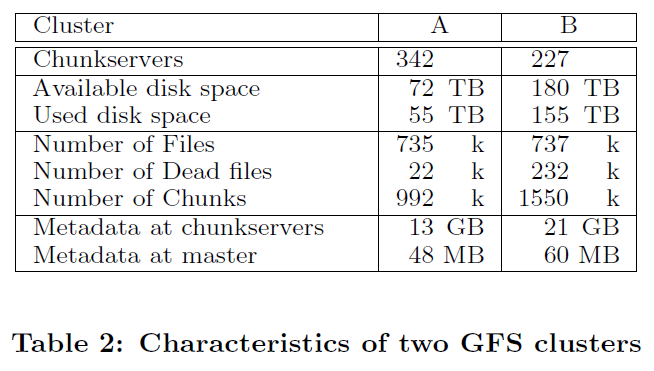 Cluster A B
Chunkservers 342 227
Available disk space 72 TB 180 TB
Used disk space 55 TB 155 TB
Number of Files 735 k 737 k
Number of Dead files 22 k 232 k
Number of Chunks 992 k 1550 k
Metadata at chunkservers 13 GB 21 GB
Metadata at master 48 MB 60 MB
Table 2: Characteristics of two GFS clusters